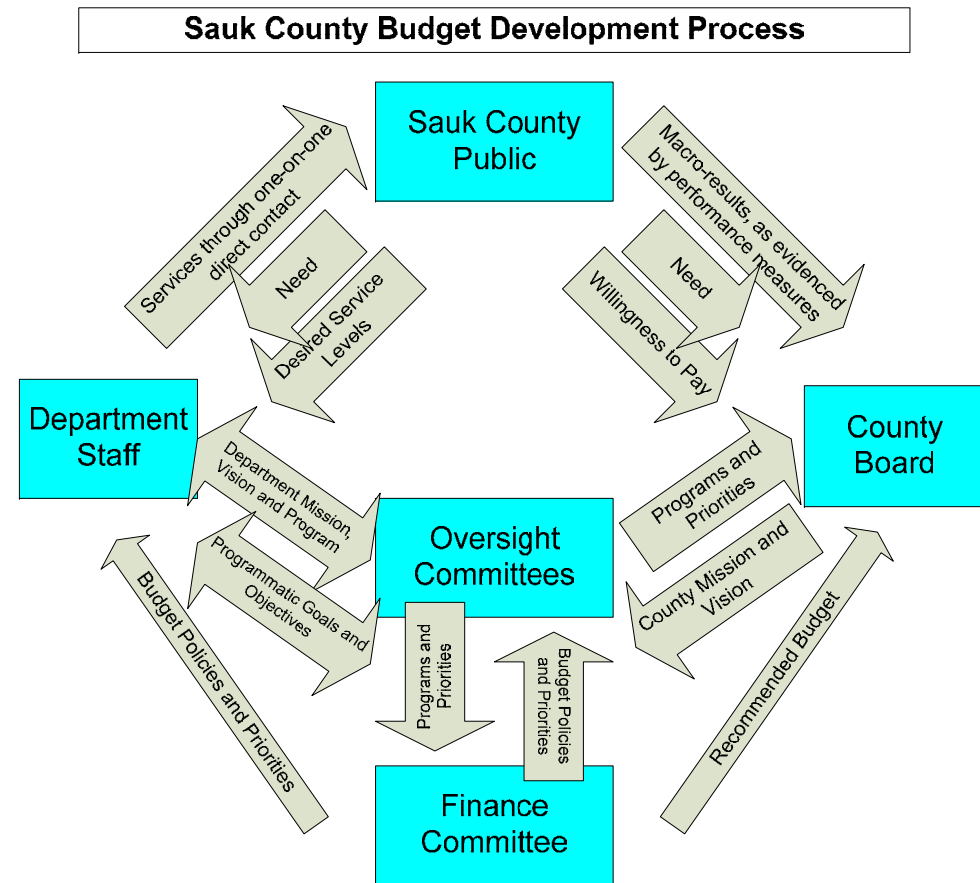 Sauk County Budget Development Process
Sauk County
Public
Services through one-on-one
direct contact
Need
Desired Service
Levels
Macro-results, as evidenced
by performance measures
Need
Willingness to Pay
Department
Staff
County
Board
Department Mission,
Vision and Program
Programmatic Goals and
Objectives
Oversight
Committees
Programs and
Priorities
County Mission and
Vision
Budget Policies and Priorities
Programs and
Priorities
Budget Policies
and Priorities
Recommended Budget
Finance
Committee